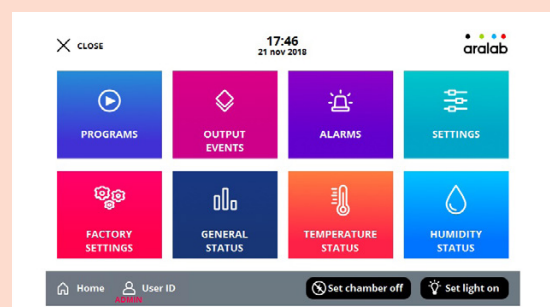 CLOSE
17:46
21 nov 2018
aralab
PROGRAMS
OUTPUT
EVENTS
ALARMS
SETTINGS
FACTORY
SETTINGS
GENERAL
STATUS
TEMPERATURE
STATUS
HUMIDITY
STATUS
Home
User ID
ADMIN
Set chamber off
Set light on